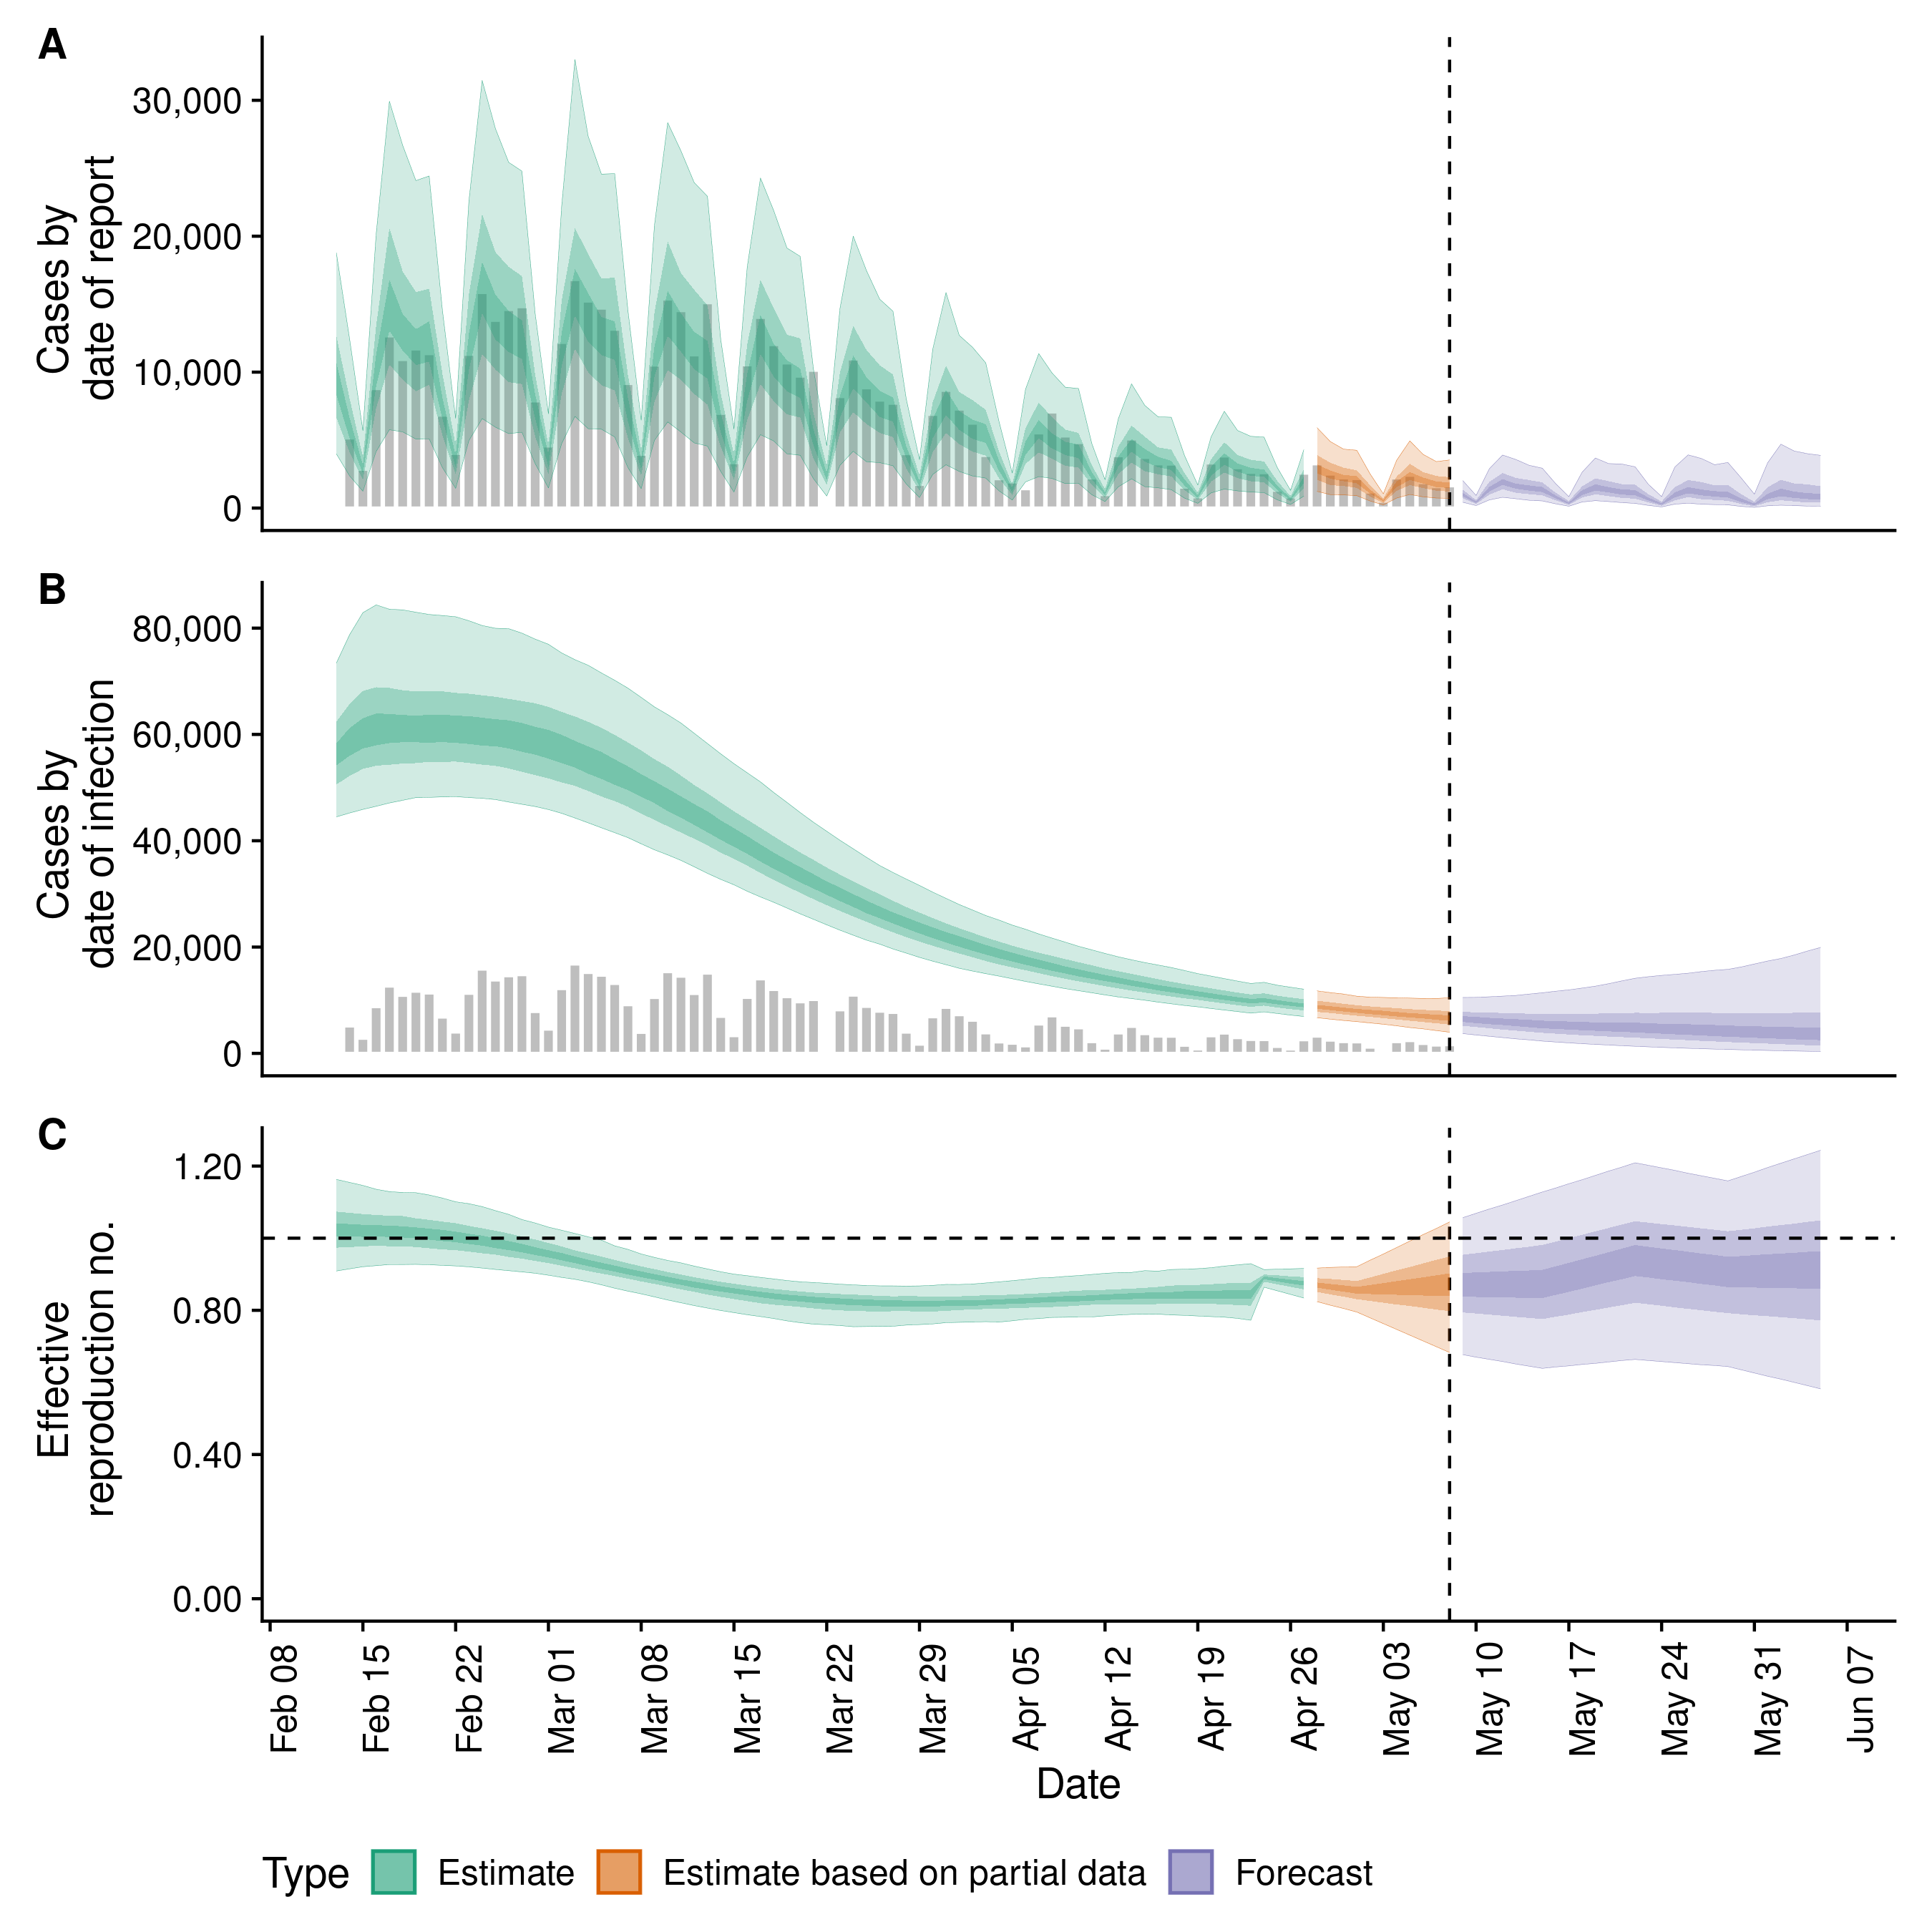 A
Cases by
date of report
30,000
20,000
10,000
0
B
Cases by
date of infection
80,000
60,000
40,000
20,000
0
C
Effective
reproduction no.
1.20
0.80
0.40
0.00
Feb 08
Feb 15
Feb 22
Mar 01
Mar 08
Mar 15
Mar 22
Mar 29
Apr 05
Apr 12
Apr 19
Apr 26
May 03
May 10
May 17
May 24
May 31
Jun 07
Date
Type Estimate Estimate based on partial data Forecast